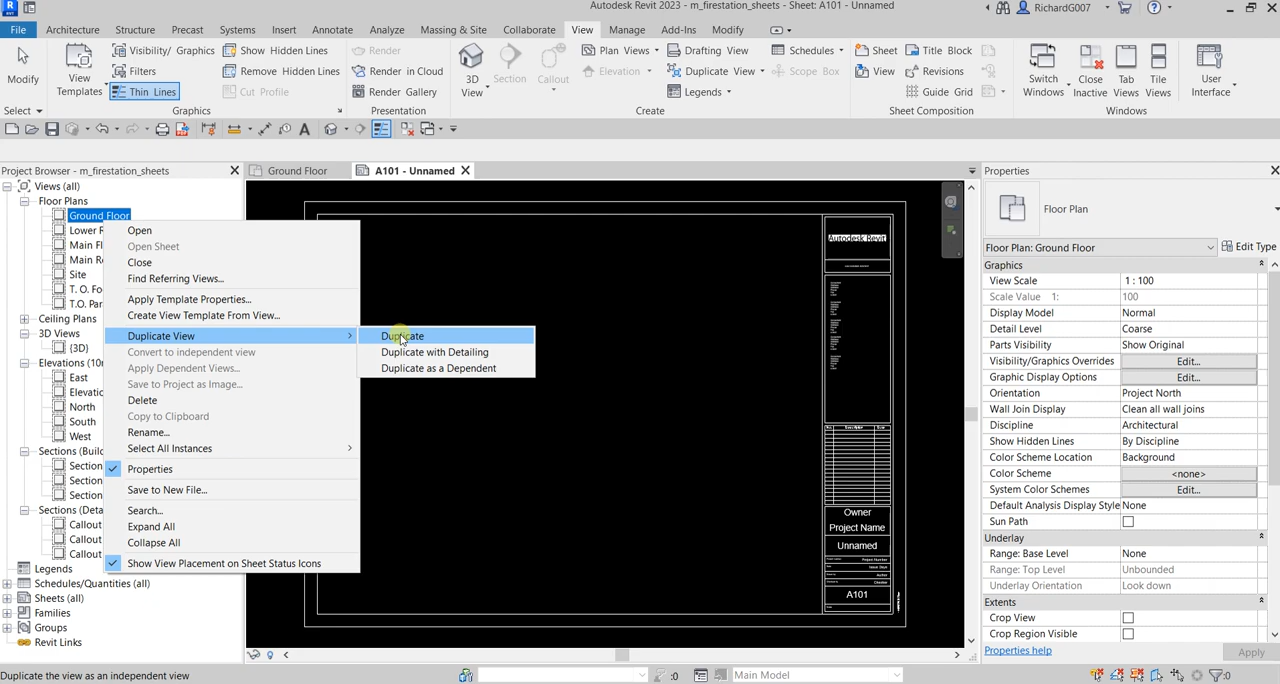 Autodesk Revit 2023 - m_firestation_sheets - Sheet: A101 - Unnamed
RichardG007
File Architecture Structure Precast Systems Insert Annotate Analyze Massing & Site Collaborate View Manage Add-Ins Modify
Modify
View
Templates
Visibility/ Graphics
Filters
Thin Lines
Show Hidden Lines
Remove Hidden Lines
Cut Profile
Render
Render in Cloud
Render Gallery
3D
View
Section
Callout
Plan Views
Elevation
Drafting View
Duplicate View
Legends
Schedules
Scope Box
Sheet
View
Title Block
Revisions
Guide Grid
Switch
Windows
Close
Inactive
Tab
Views
Tile
Views
User
Interface
Select
Graphics
Presentation
Create
Sheet Composition
Windows
Project Browser - m_firestation_sheets
Ground Floor
A101 - Unnamed
Properties
Views (all)
Floor Plans
Ground Floor
Lower R
Main Fl
Main R
Site
T. O. Fo
T.O. Par
Ceiling Plans
3D Views
{3D}
Elevations (10m
East
Elevatio
North
South
West
Sections (Build
Section
Section
Section
Sections (Deta
Callout
Callout
Callout
Legends
Schedules/Quantities (all)
Sheets (all)
Families
Groups
Revit Links
Open
Open Sheet
Close
Find Referring Views...
Apply Template Properties...
Create View Template From View...
Duplicate View
Convert to independent view
Apply Dependent Views...
Save to Project as Image...
Delete
Copy to Clipboard
Rename...
Select All Instances
Properties
Save to New File...
Search...
Expand All
Collapse All
Show View Placement on Sheet Status Icons
Duplicate
Duplicate with Detailing
Duplicate as a Dependent
Autodesk Revit
Owner
Project Name
Unnamed
A101
Floor Plan
Floor Plan: Ground Floor
Edit Type
Graphics
View Scale 1 : 100
Scale Value 1: 100
Display Model Normal
Detail Level Coarse
Parts Visibility Show Original
Visibility/Graphics Overrides Edit...
Graphic Display Options Edit...
Orientation Project North
Wall Join Display Clean all wall joins
Discipline Architectural
Show Hidden Lines By Discipline
Color Scheme Location Background
Color Scheme <none>
System Color Schemes Edit...
Default Analysis Display Style None
Sun Path
Underlay
Range: Base Level None
Range: Top Level Unbounded
Underlay Orientation Look down
Extents
Crop View
Crop Region Visible
Properties help
Apply
Duplicate the view as an independent view
:0
Main Model
:0